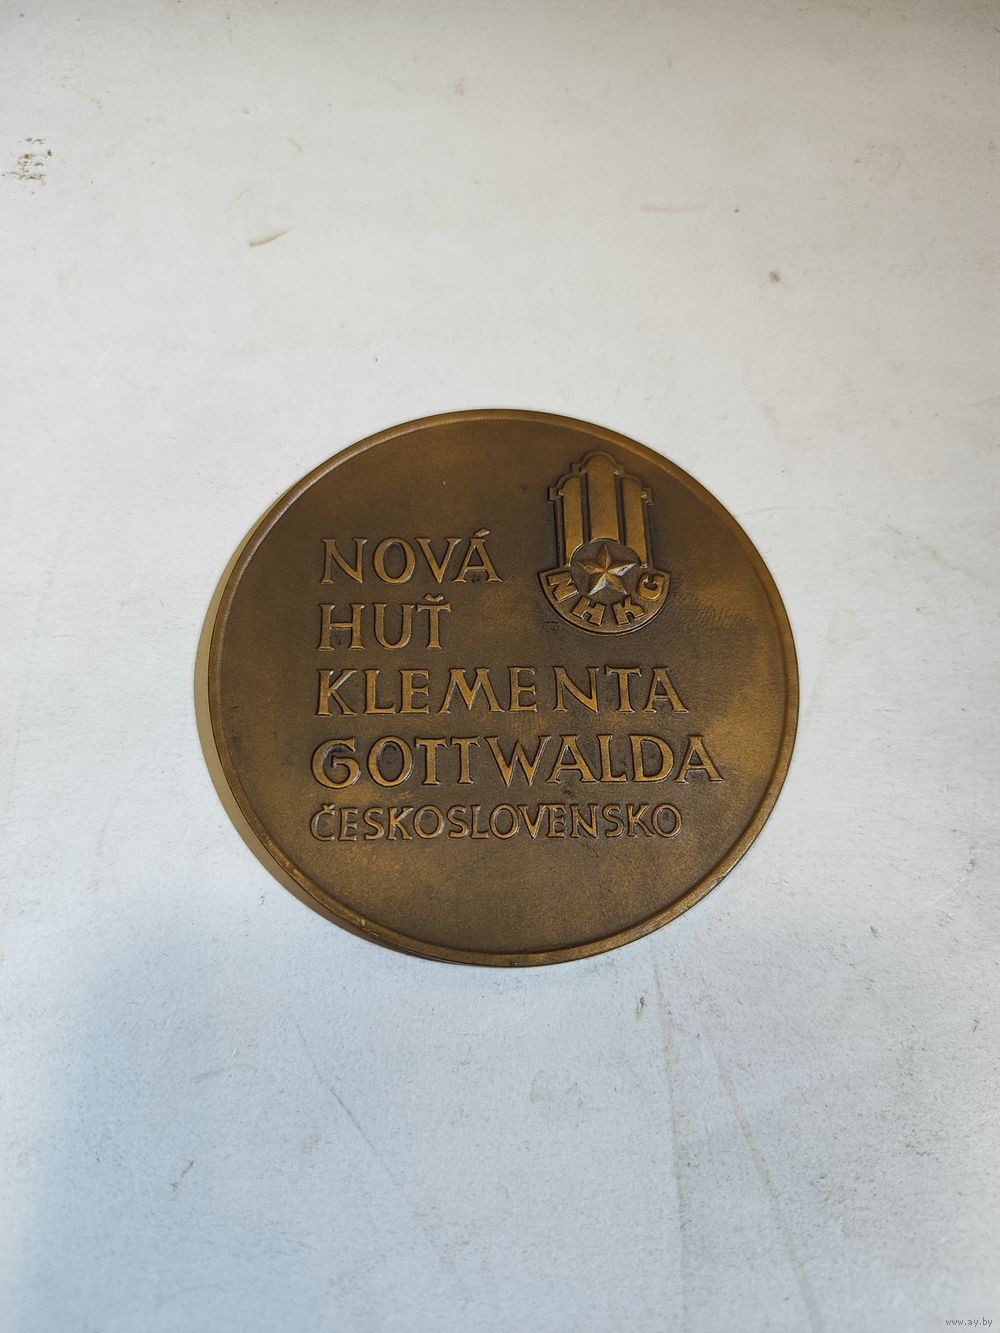 NOVÁ
HUŤ
KLEMENTA
GOTTWALDA
ČESKOSLOVENSKO
NHKG
www.ay.by